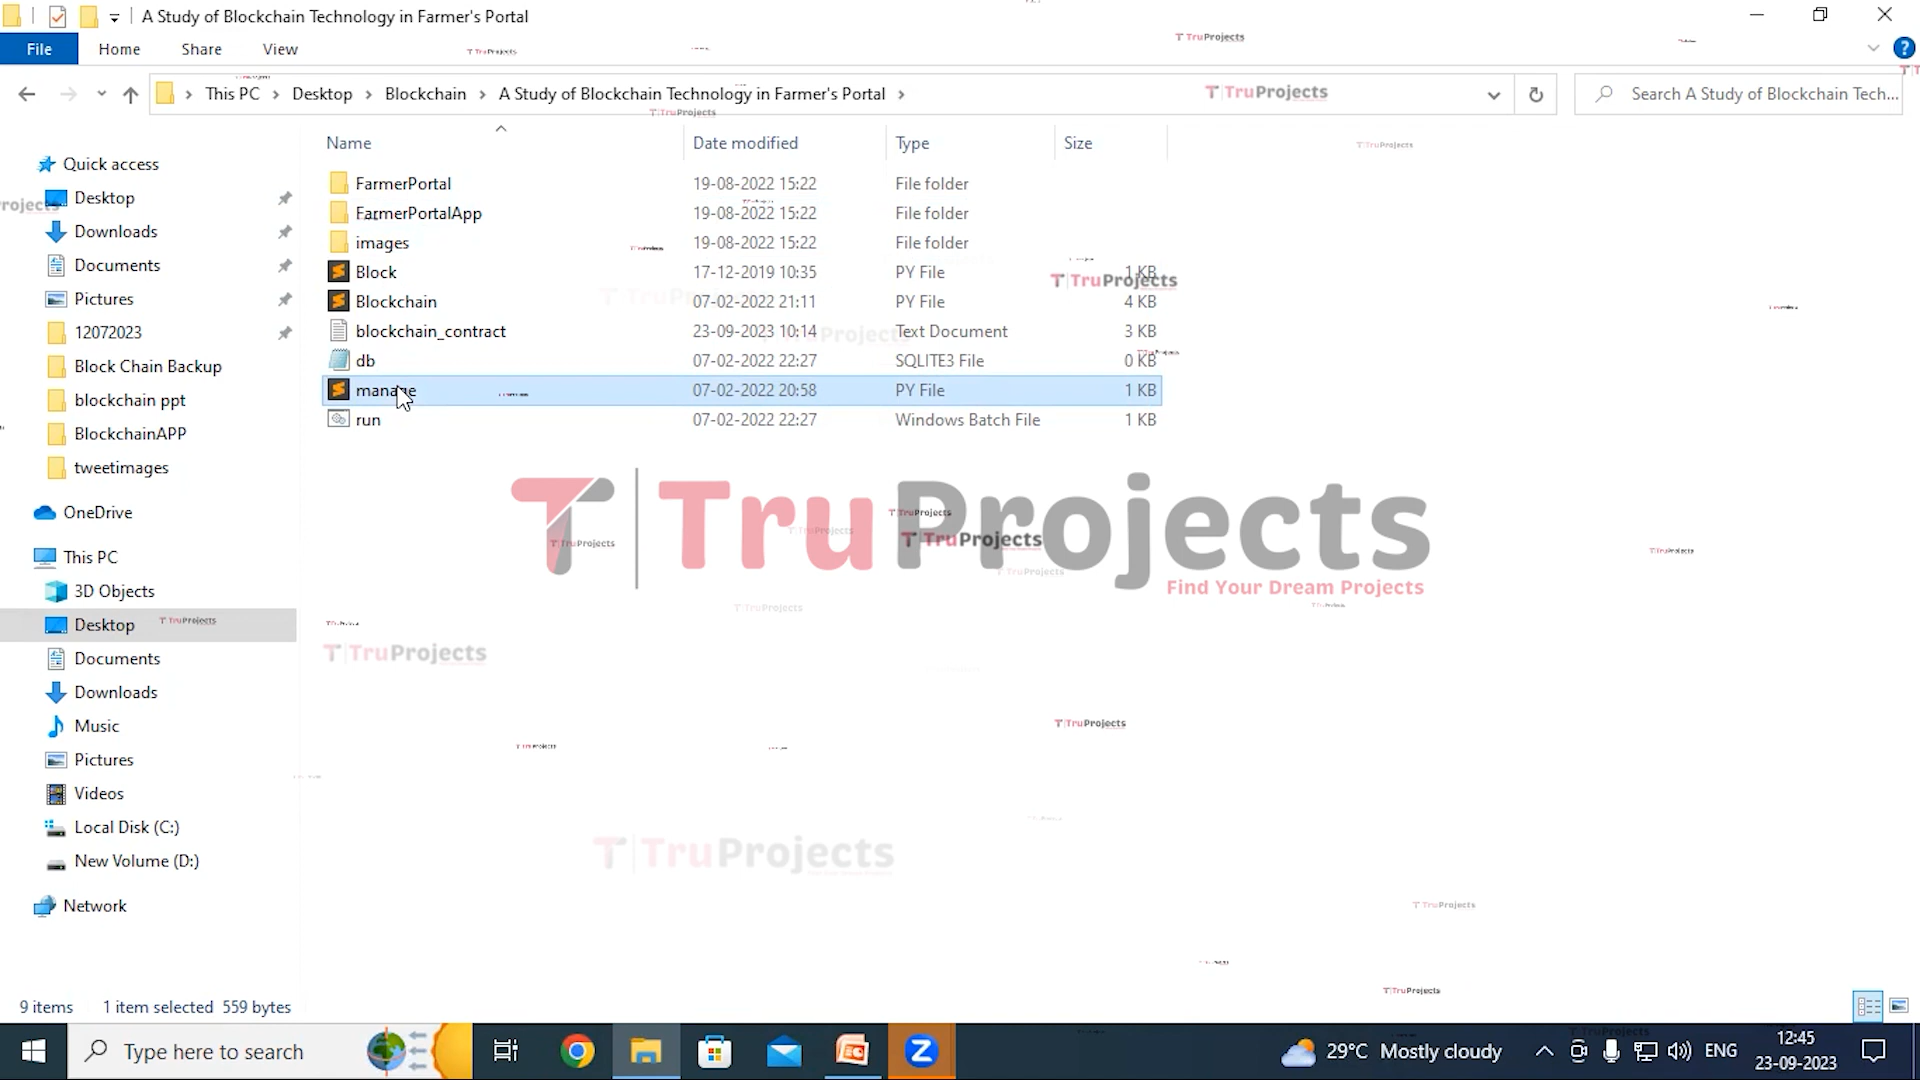 A Study of Blockchain Technology in Farmer's Portal
File Home Share View
This PC > Desktop > Blockchain > A Study of Blockchain Technology in Farmer's Portal >
Search A Study of Blockchain Tech...
Name Date modified Type Size
Quick access
Desktop
Downloads
Documents
Pictures
12072023
Block Chain Backup
blockchain ppt
BlockchainAPP
tweetimages
OneDrive
This PC
3D Objects
Desktop
Documents
Downloads
Music
Pictures
Videos
Local Disk (C:)
New Volume (D:)
Network
FarmerPortal 19-08-2022 15:22 File folder
FarmerPortalApp 19-08-2022 15:22 File folder
images 19-08-2022 15:22 File folder
Block 17-12-2019 10:35 PY File 1 KB
Blockchain 07-02-2022 21:11 PY File 4 KB
blockchain_contract 23-09-2023 10:14 Text Document 3 KB
db 07-02-2022 22:27 SQLITE3 File 0 KB
manage 07-02-2022 20:58 PY File 1 KB
run 07-02-2022 22:27 Windows Batch File 1 KB
TruProjects
Find Your Dream Projects
TruProjects
TruProjects
TruProjects
TruProjects
TruProjects
TruProjects
TruProjects
9 items 1 item selected 559 bytes
Type here to search
29°C Mostly cloudy
ENG
12:45
23-09-2023